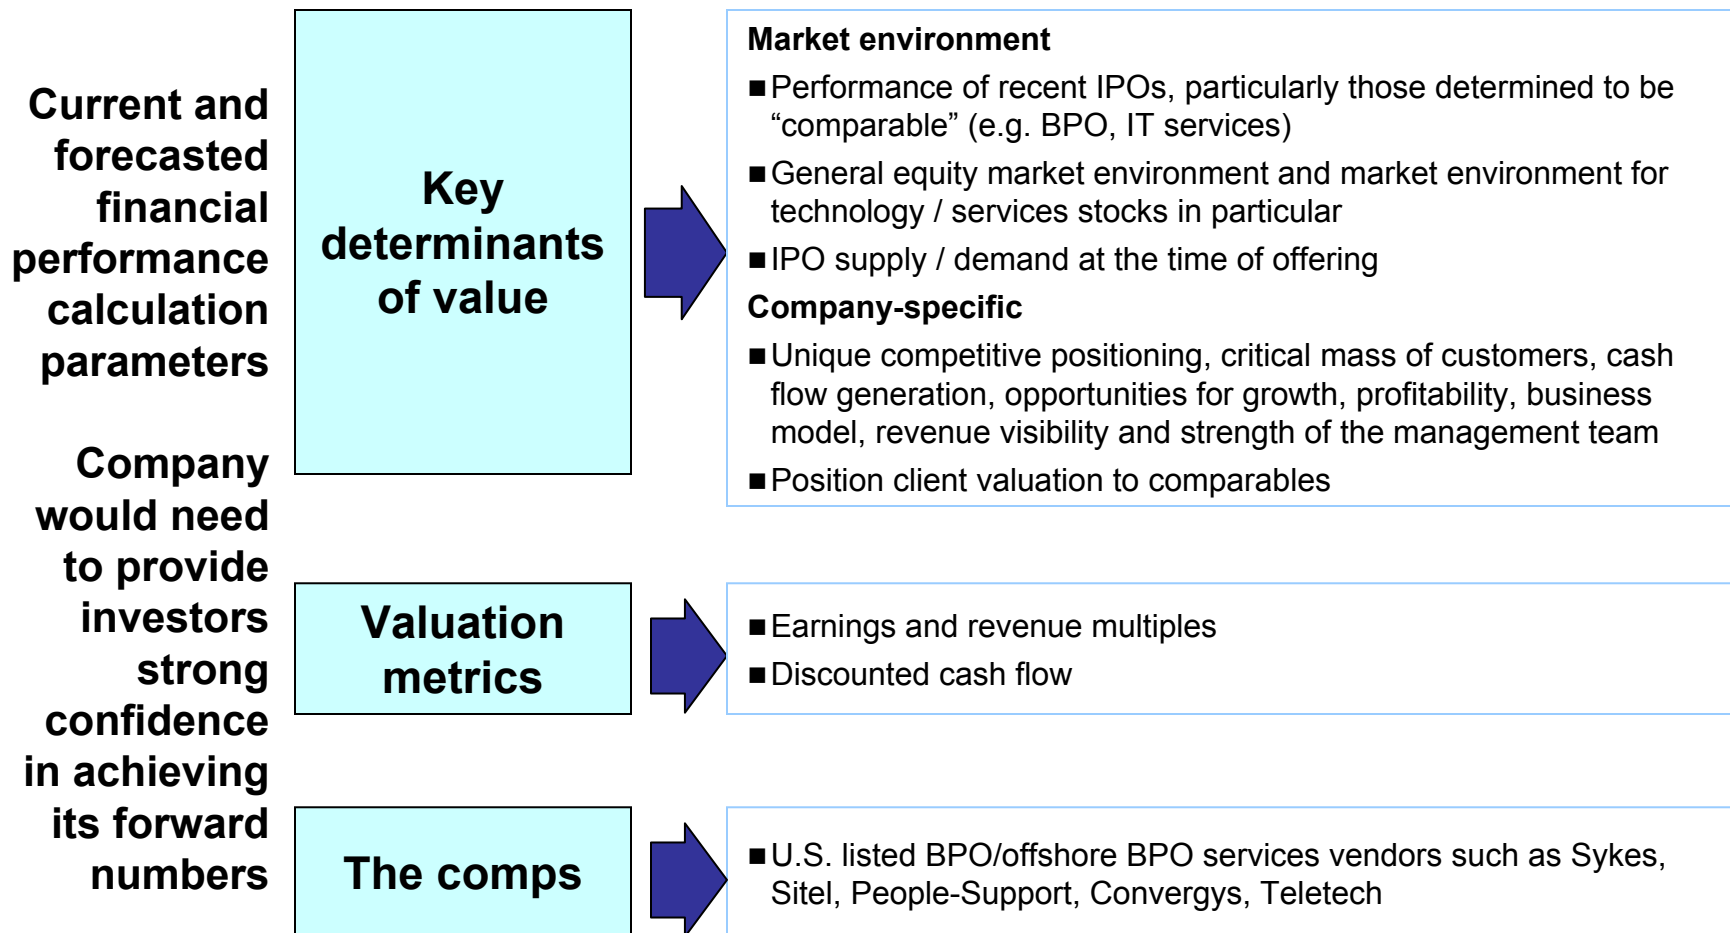 Current and
forecasted
financial
performance
calculation
parameters
Company
would need
to provide
investors
strong
confidence
in achieving
its forward
numbers
Key
determinants
of value
Market environment
■ Performance of recent IPOs, particularly those determined to be
“comparable” (e.g. BPO, IT services)
■ General equity market environment and market environment for
technology / services stocks in particular
■ IPO supply / demand at the time of offering
Company-specific
■ Unique competitive positioning, critical mass of customers, cash
flow generation, opportunities for growth, profitability, business
model, revenue visibility and strength of the management team
■ Position client valuation to comparables
Valuation
metrics
■ Earnings and revenue multiples
■ Discounted cash flow
The comps
■ U.S. listed BPO/offshore BPO services vendors such as Sykes,
Sitel, People-Support, Convergys, Teletech